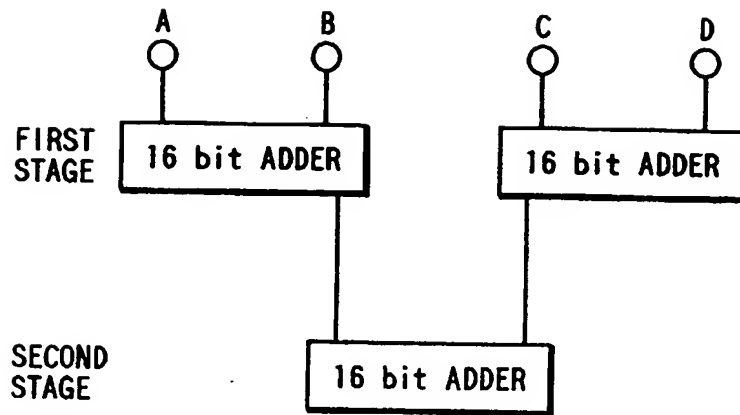 A B C D
FIRST
STAGE
16 bit ADDER 16 bit ADDER
SECOND
STAGE
16 bit ADDER